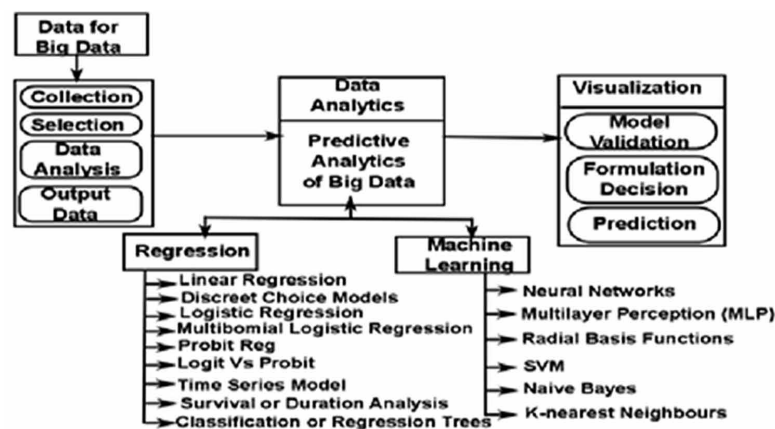 Data for
Big Data
Collection
Selection
Data
Analysis
Output
Data
Data
Analytics
Predictive
Analytics
of Big Data
Visualization
Model
Validation
Formulation
Decision
Prediction
Regression
Linear Regression
Discreet Choice Models
Logistic Regression
Multibomial Logistic Regression
Probit Reg
Logit Vs Probit
Time Series Model
Survival or Duration Analysis
Classification or Regression Trees
Machine
Learning
Neural Networks
Multilayer Perception (MLP)
Radial Basis Functions
SVM
Naive Bayes
K-nearest Neighbours